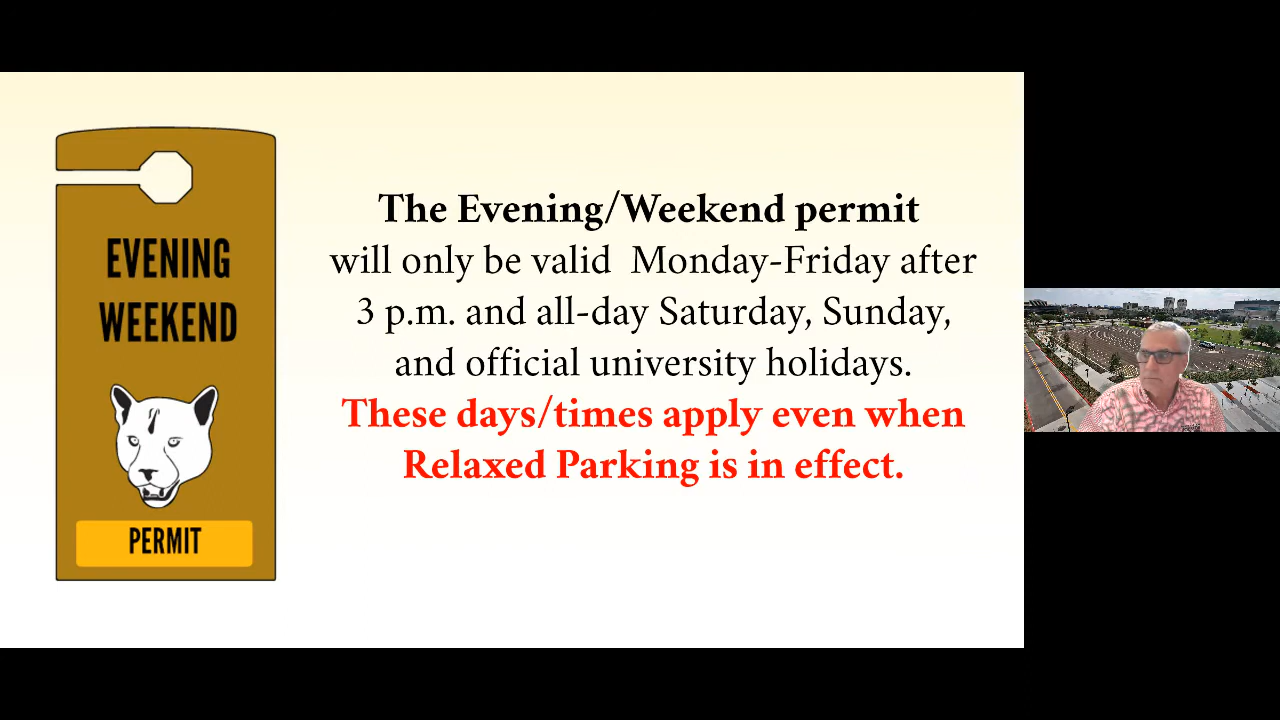 EVENING
WEEKEND
PERMIT
The Evening/Weekend permit
will only be valid Monday-Friday after
3 p.m. and all-day Saturday, Sunday,
and official university holidays.
These days/times apply even when
Relaxed Parking is in effect.